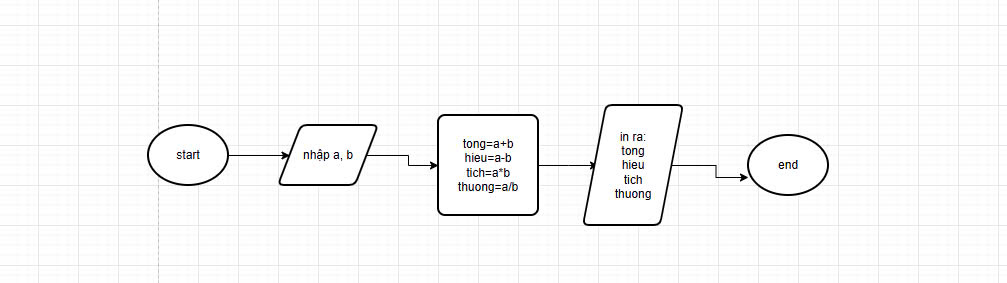 start
nhập a, b
tong=a+b
hieu=a-b
tich=a*b
thuong=a/b
in ra:
tong
hieu
tich
thuong
end